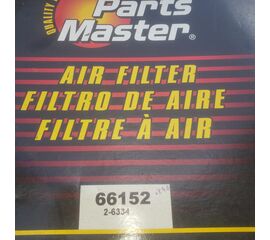 QUALITY
Parts
Master®
AIR FILTER
FILTRO DE AIRE
FILTRE À AIR
66152
2-6334